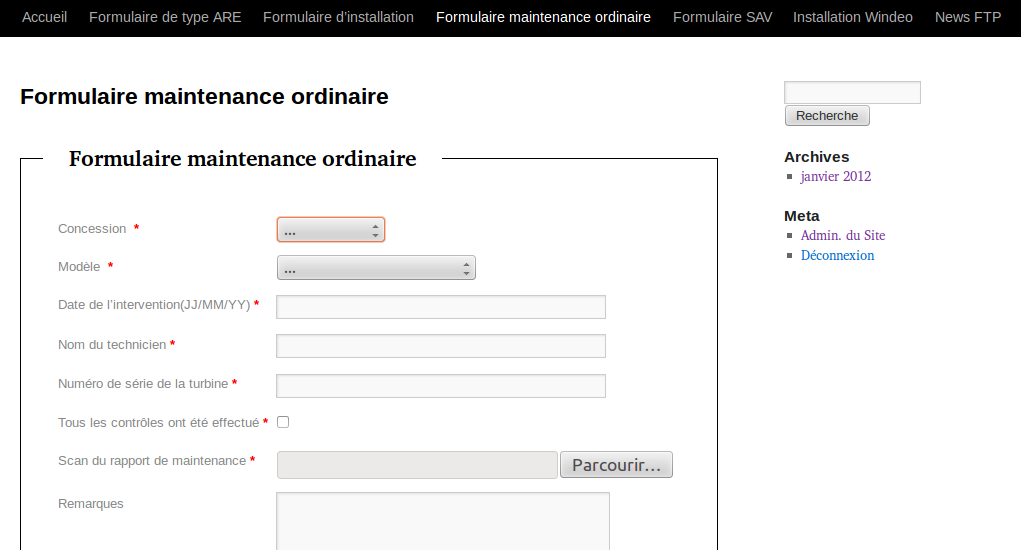 Accueil Formulaire de type ARE Formulaire d'installation Formulaire maintenance ordinaire Formulaire SAV Installation Windeo News FTP
Formulaire maintenance ordinaire
Formulaire maintenance ordinaire
Concession * ...
Modèle * ...
Date de l'intervention(JJ/MM/YY) *
Nom du technicien *
Numéro de série de la turbine *
Tous les contrôles ont été effectué *
Scan du rapport de maintenance * Parcourir...
Remarques
Recherche
Archives
janvier 2012
Meta
Admin. du Site
Déconnexion